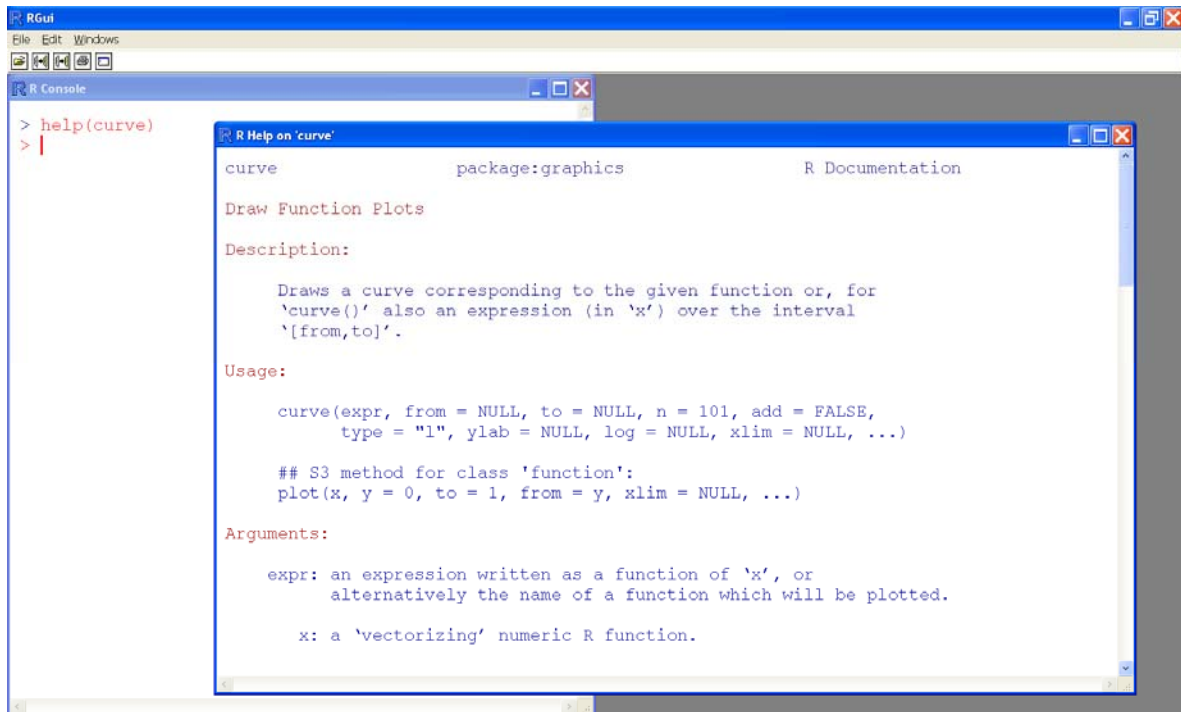 RGui
File Edit Windows
R Console
> help(curve)
>
R Help on 'curve'
curve package:graphics R Documentation
Draw Function Plots
Description:
Draws a curve corresponding to the given function or, for
‘curve()’ also an expression (in ‘x’) over the interval
‘[from,to]’.
Usage:
curve(expr, from = NULL, to = NULL, n = 101, add = FALSE,
type = "l", ylab = NULL, log = NULL, xlim = NULL, ...)
## S3 method for class 'function':
plot(x, y = 0, to = 1, from = y, xlim = NULL, ...)
Arguments:
expr: an expression written as a function of ‘x’, or
alternatively the name of a function which will be plotted.
x: a ‘vectorizing’ numeric R function.